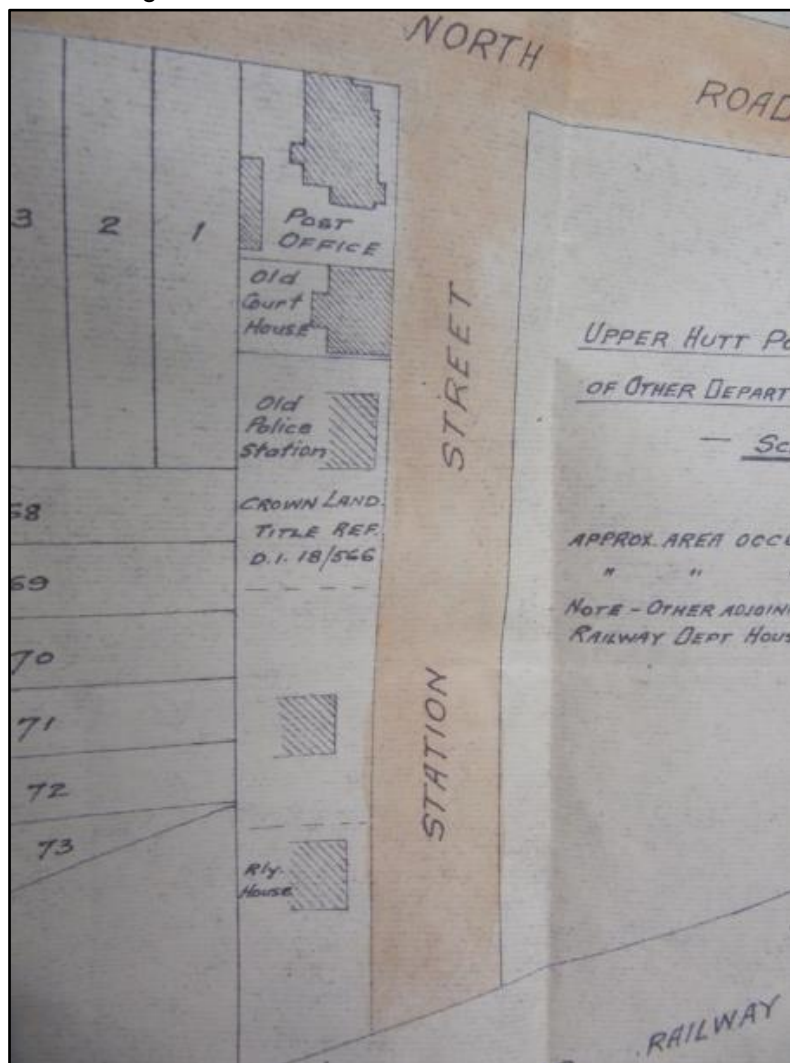 NORTH
ROAD
3
2
1
POST
OFFICE
Old
Court
House
Old
Police
Station
STREET
UPPER HUTT
OF OTHER
CROWN LAND.
TITLE REF.
D.I. 18/566
APPROX. AREA
" "
NOTE - OTHER
RAILWAY DEPT
68
69
70
71
72
73
STATION
Rly.
House
RAILWAY